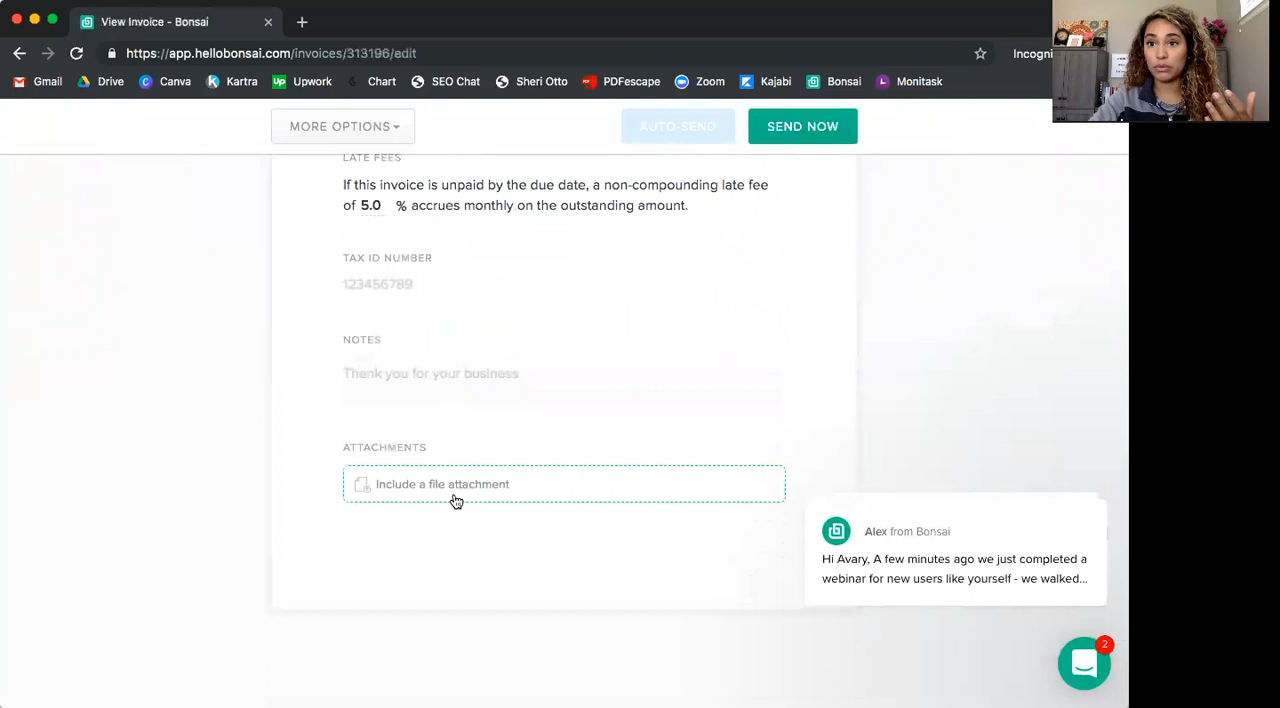 View Invoice - Bonsai
https://app.hellobonsai.com/invoices/313196/edit
Incogni
Gmail
Drive
Canva
Kartra
Upwork
Chart
SEO
Shutr/Dsto
PDFescape
Zoom
Kajabi
Bonsai
Monitask
MORE OPTIONS
AUTO-SEND
SEND NOW
LATE FEES
If this invoice is unpaid by the due date, a non-compounding late fee
of 5.0 % accrues monthly on the outstanding amount.
TAX ID NUMBER
123456789
NOTES
Thank you for your business
ATTACHMENTS
Include a file attachment
Alex from Bonsai
Hi Avary, A few minutes ago we just completed a
webinar for new users like yourself - we walked...
2